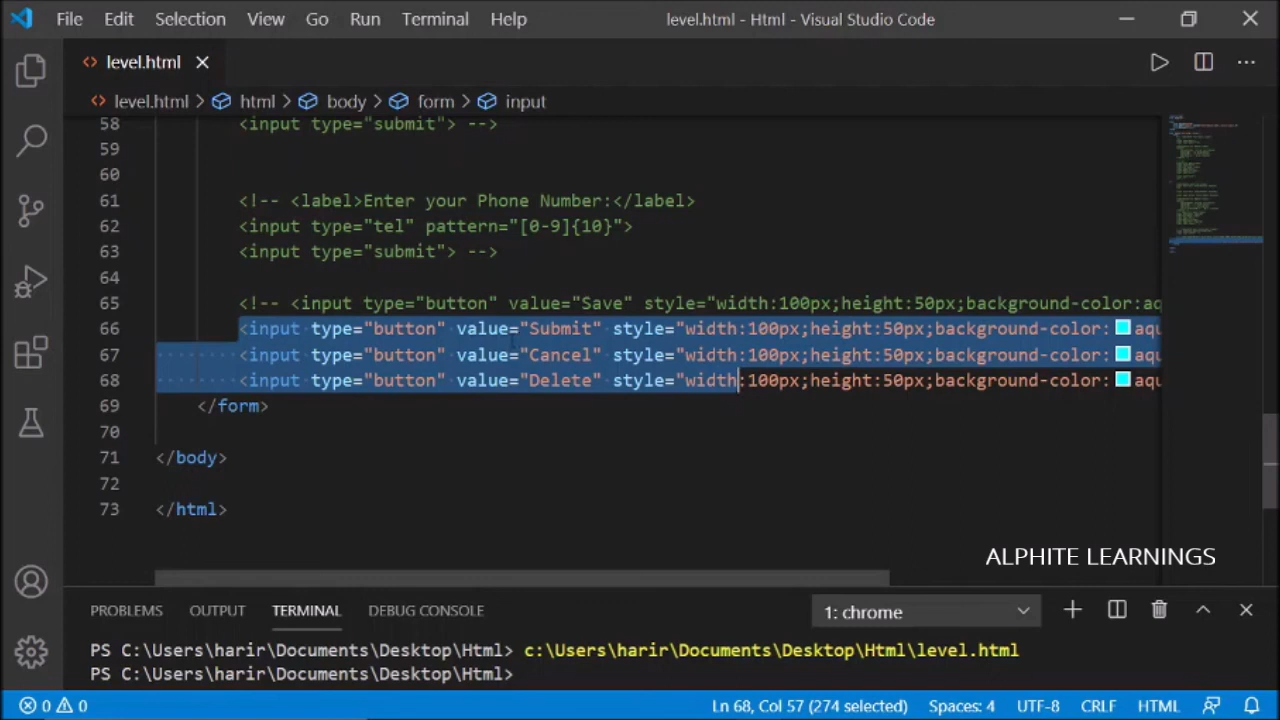 File Edit Selection View Go Run Terminal Help level.html - Html - Visual Studio Code
level.html
level.html > html > body > form > input
58 <input type="submit"> -->
59
60
61 <!-- <label>Enter your Phone Number:</label>
62 <input type="tel" pattern="[0-9]{10}">
63 <input type="submit"> -->
64
65 <!-- <input type="button" value="Save" style="width:100px;height:50px;background-color:aq
66 <input type="button" value="Submit" style="width:100px;height:50px;background-color: aqu
67 <input type="button" value="Cancel" style="width:100px;height:50px;background-color: aqu
68 <input type="button" value="Delete" style="width:100px;height:50px;background-color: aqu
69 </form>
70
71 </body>
72
73 </html>
ALPHITE LEARNINGS
PROBLEMS OUTPUT TERMINAL DEBUG CONSOLE 1: chrome
PS C:\Users\harir\Documents\Desktop\Html> c:\Users\harir\Documents\Desktop\Html\level.html
PS C:\Users\harir\Documents\Desktop\Html>
0 0 Ln 68, Col 57 (274 selected) Spaces: 4 UTF-8 CRLF HTML